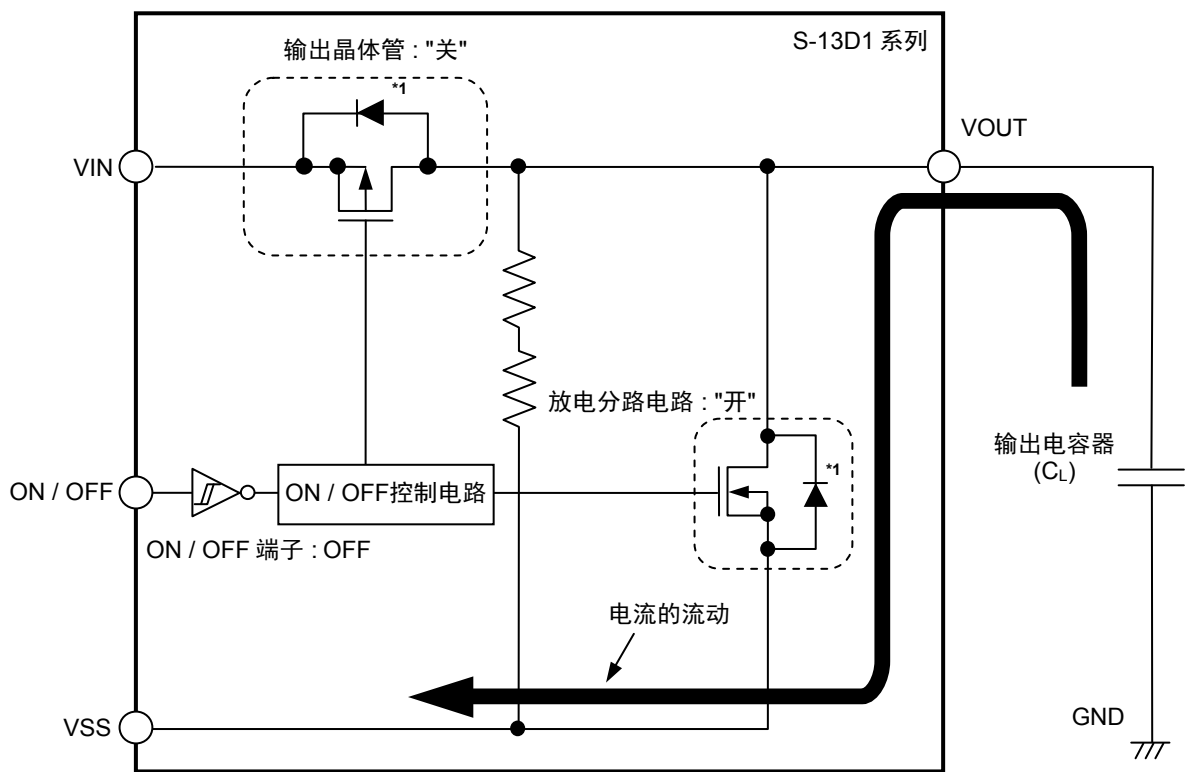 S-13D1 系列
输出晶体管 : "关"
*1
VOUT
VIN
放电分路电路 : "开"
*1
输出电容器
(CL)
ON / OFF
ON / OFF控制电路
ON / OFF 端子 : OFF
电流的流动
VSS
GND